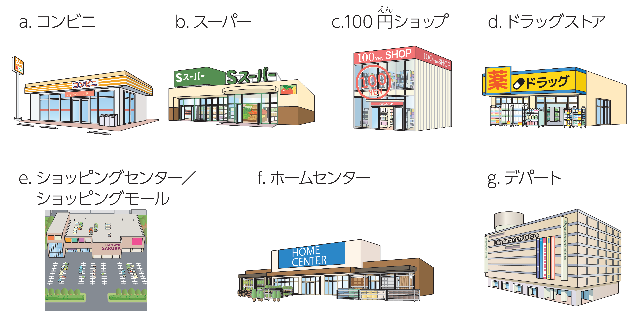 a. コンビニ
b. スーパー
c.100円ショップ
えん
d. ドラッグストア
Sスーパー
Sスーパー
100YEN SHOP
100
薬
ドラッグ
e. ショッピングセンター／
ショッピングモール
f. ホームセンター
g. デパート
HOME
CENTER